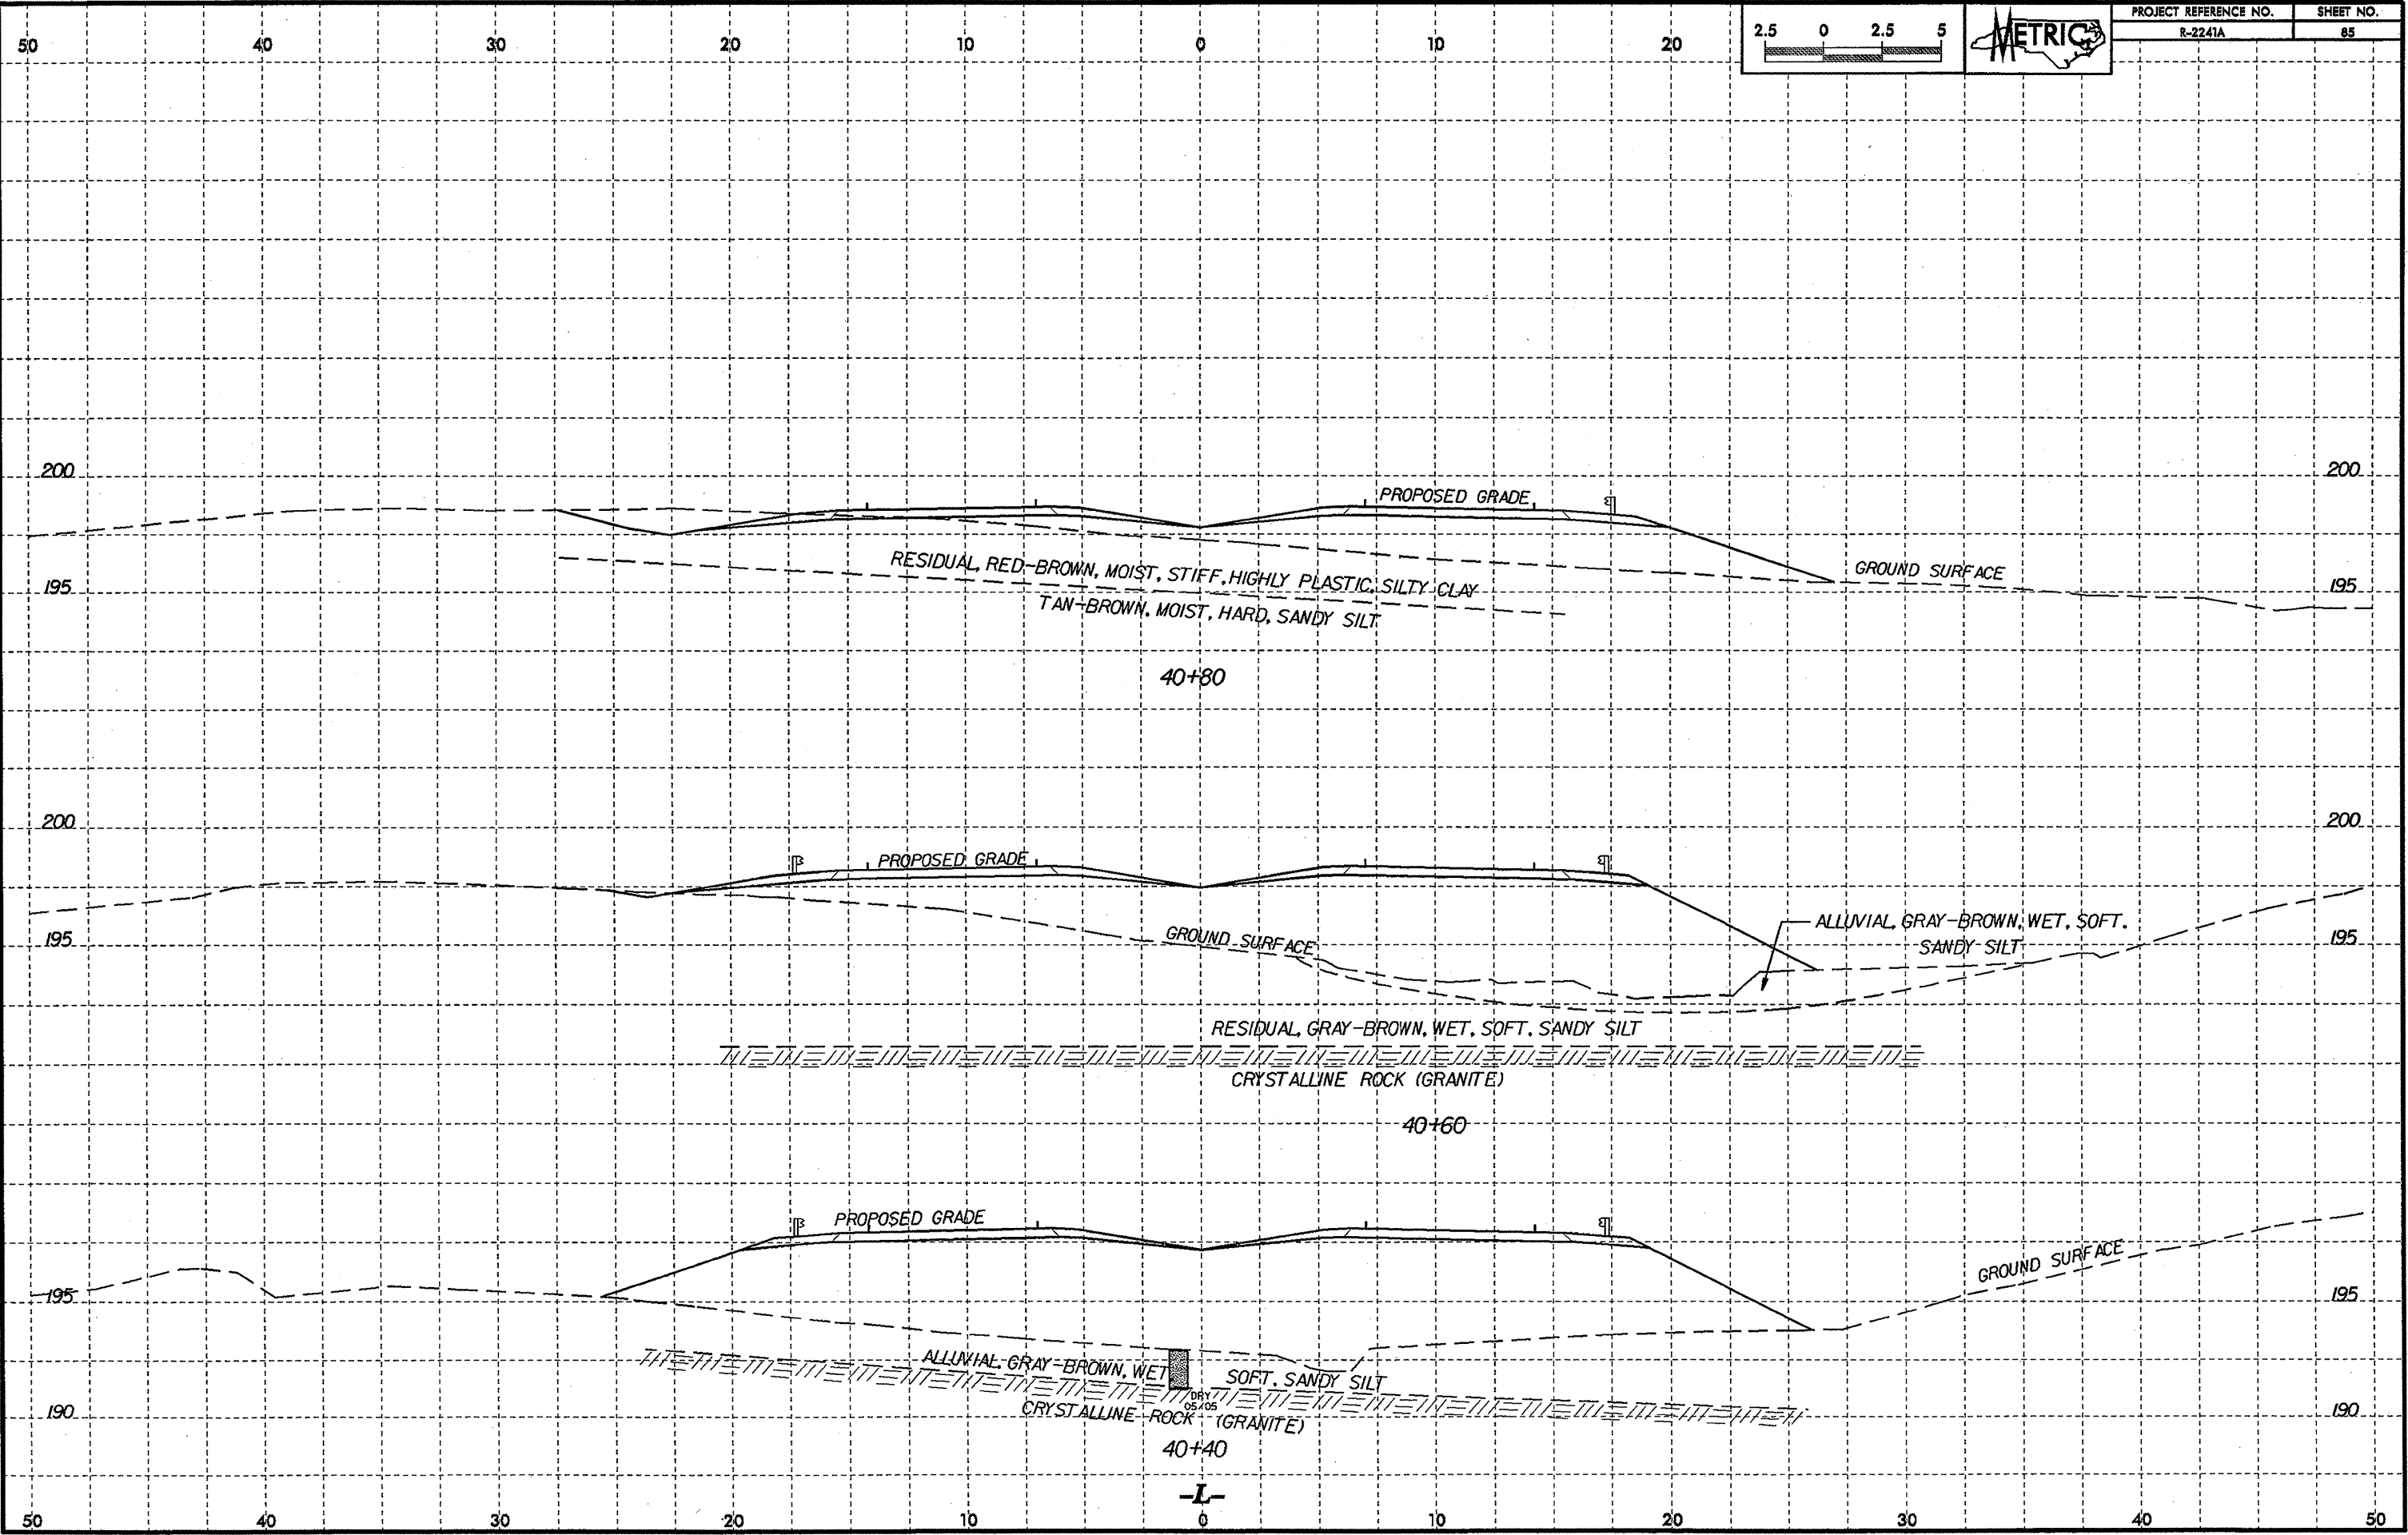 50 40 30 20 10 0 10 20
2.5 0 2.5 5
METRIC
PROJECT REFERENCE NO. SHEET NO.
R-2241A 85
200 200
PROPOSED GRADE
RESIDUAL, RED-BROWN, MOIST, STIFF, HIGHLY PLASTIC, SILTY CLAY
GROUND SURFACE
195 195
TAN-BROWN, MOIST, HARD, SANDY SILT
40+80
200 200
PROPOSED GRADE
ALLUVIAL, GRAY-BROWN, WET, SOFT,
SANDY SILT
195 195
GROUND SURFACE
RESIDUAL, GRAY-BROWN, WET, SOFT, SANDY SILT
CRYSTALLINE ROCK (GRANITE)
40+60
PROPOSED GRADE
GROUND SURFACE
195 195
ALLUVIAL, GRAY-BROWN, WET SOFT, SANDY SILT
DRY
05/05
190 190
CRYSTALLINE ROCK (GRANITE)
40+40
-L-
50 40 30 20 10 0 10 20 30 40 50